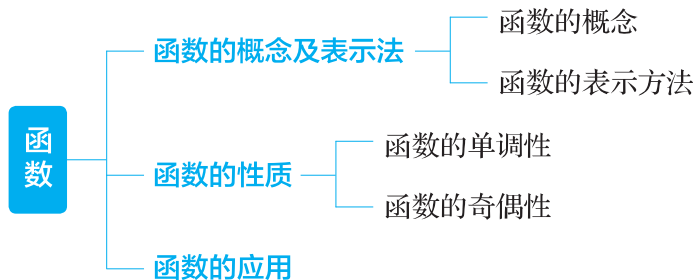 函数
函数的概念及表示法
函数的概念
函数的表示方法
函数的性质
函数的单调性
函数的奇偶性
函数的应用